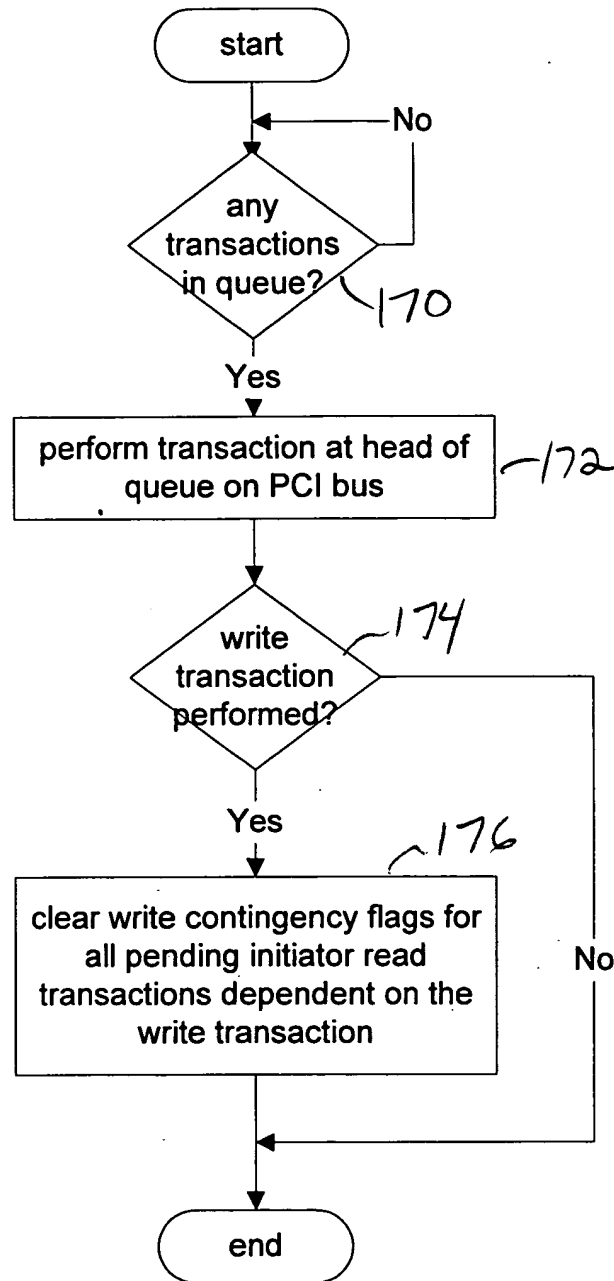 start
No
any
transactions
in queue?
170
Yes
perform transaction at head of
queue on PCI bus
172
write
transaction
performed?
174
Yes
176
clear write contingency flags for
all pending initiator read
transactions dependent on the
write transaction
No
end